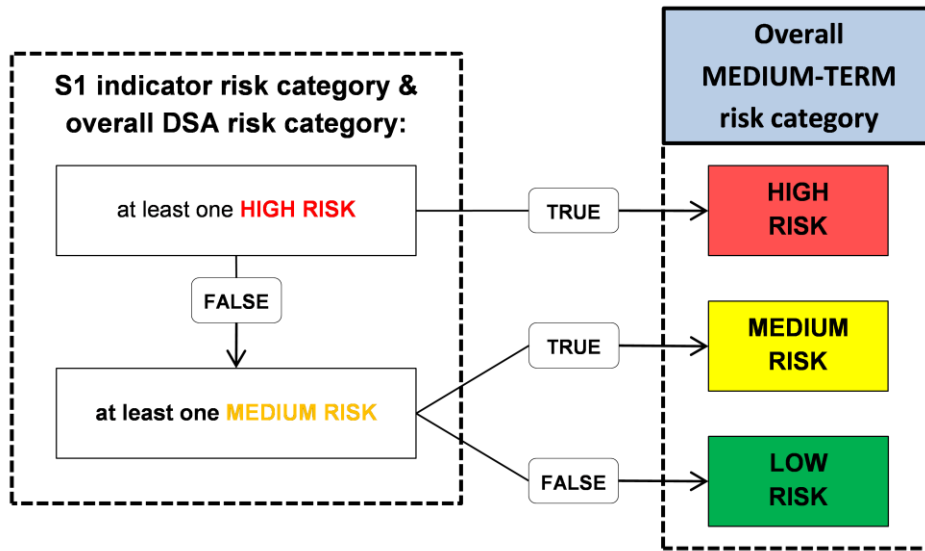 S1 indicator risk category &
overall DSA risk category:
Overall
MEDIUM-TERM
risk category
at least one HIGH RISK
TRUE
HIGH
RISK
FALSE
at least one MEDIUM RISK
TRUE
MEDIUM
RISK
FALSE
LOW
RISK